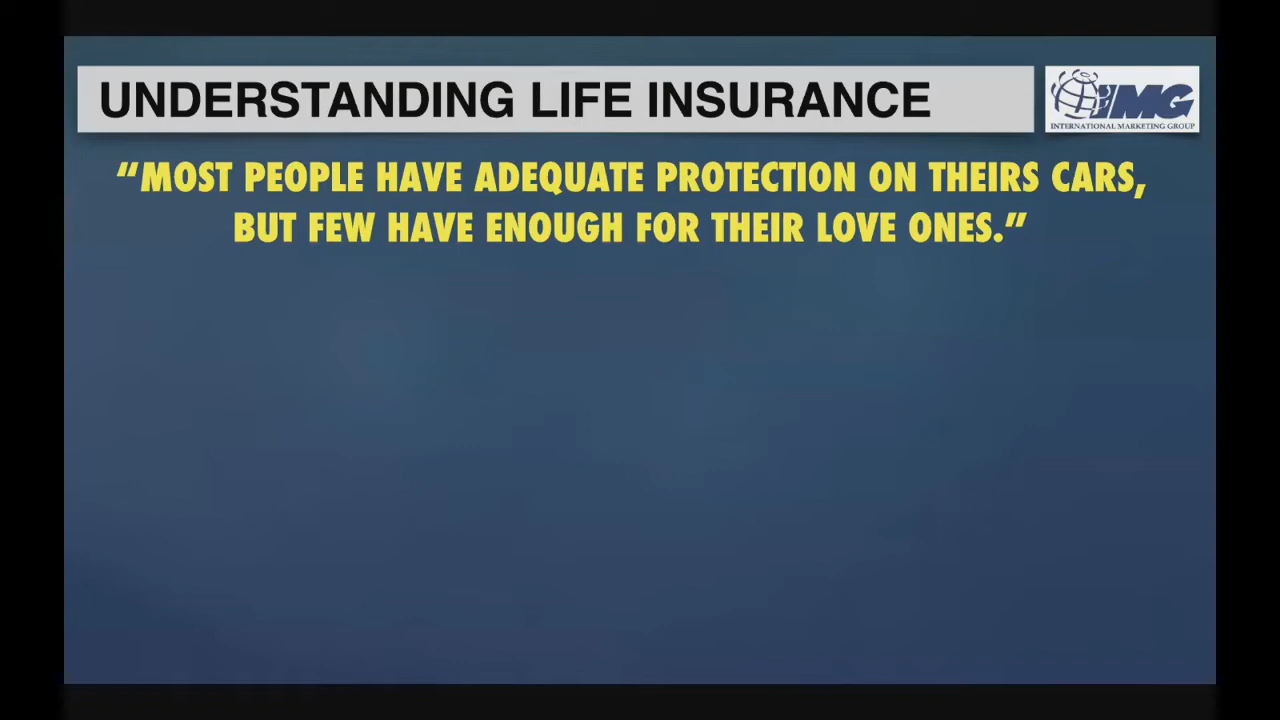 UNDERSTANDING LIFE INSURANCE
IMG
INTERNATIONAL MARKETING GROUP
“MOST PEOPLE HAVE ADEQUATE PROTECTION ON THEIRS CARS,
BUT FEW HAVE ENOUGH FOR THEIR LOVE ONES.”